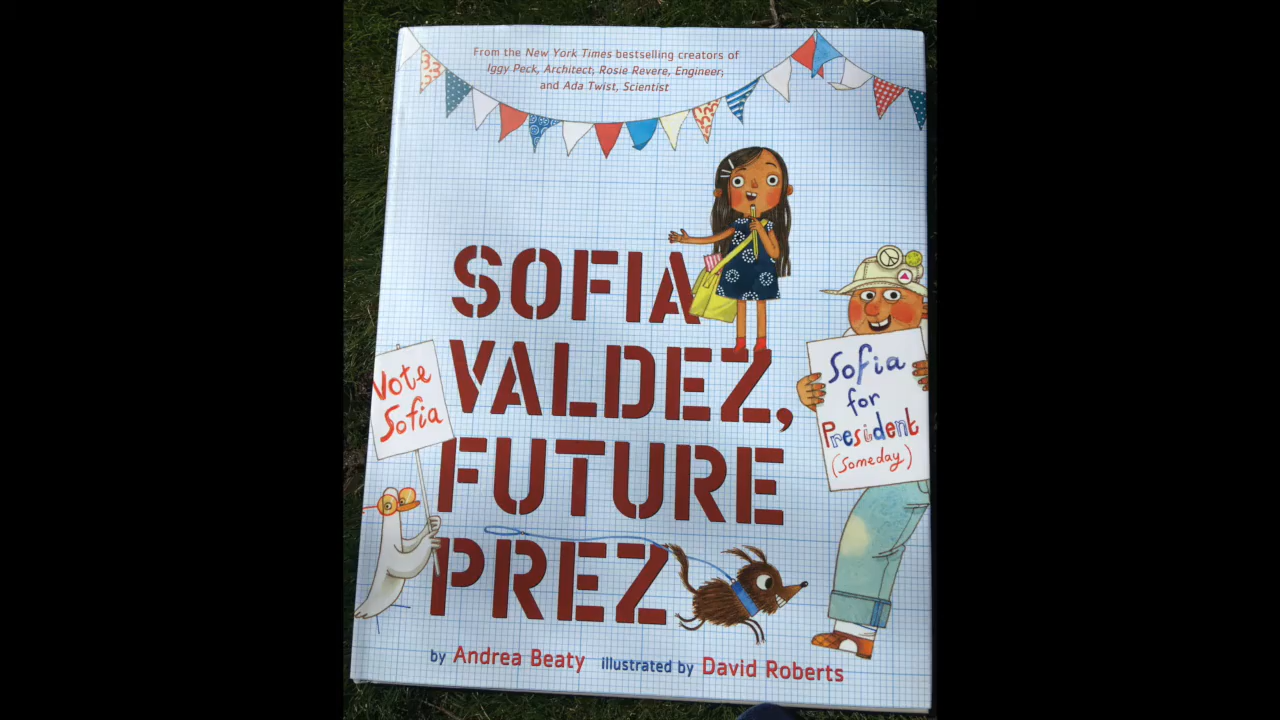 From the New York Times bestselling creators of
Iggy Peck, Architect; Rosie Revere, Engineer;
and Ada Twist, Scientist
SOFIA
VALDEZ,
FUTURE
PREZ
Vote
Sofia
Sofia
for
President
(Someday)
by Andrea Beaty illustrated by David Roberts